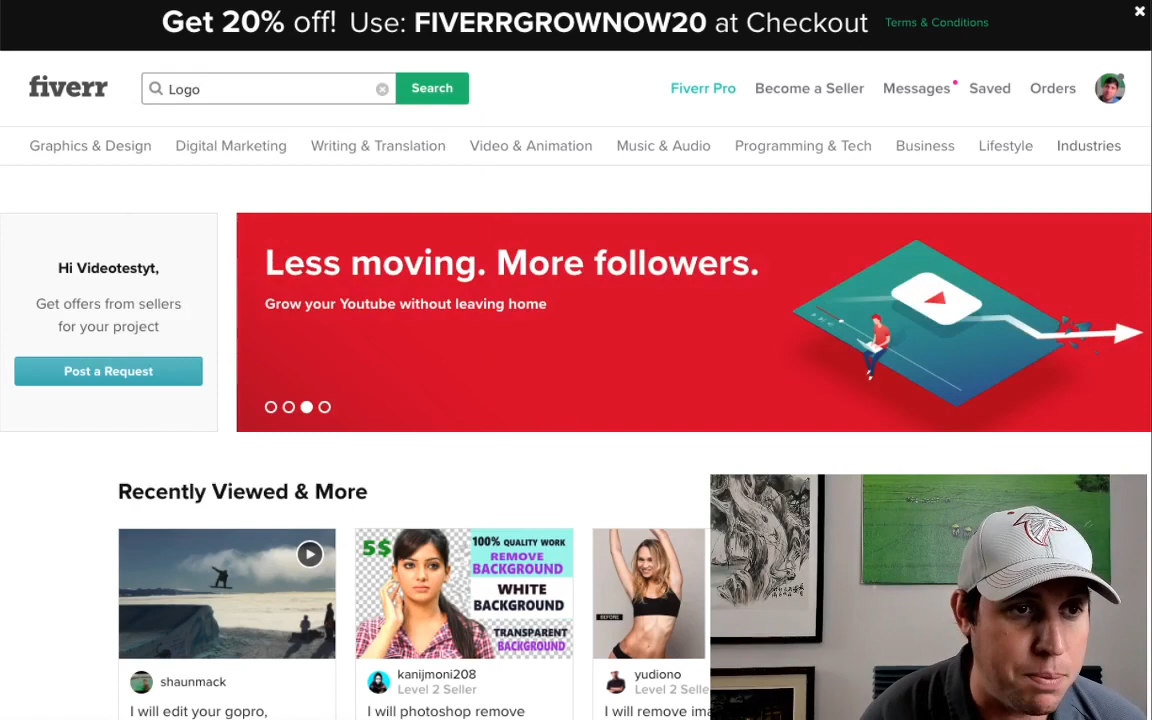 Get 20% off! Use: FIVERRGROWNOW20 at Checkout Terms & Conditions
fiverr Logo Search Fiverr Pro Become a Seller Messages Saved Orders
Graphics & Design Digital Marketing Writing & Translation Video & Animation Music & Audio Programming & Tech Business Lifestyle Industries
Hi Videotestyt,
Get offers from sellers
for your project
Post a Request
Less moving. More followers.
Grow your Youtube without leaving home
Recently Viewed & More
5$
100% QUALITY WORK
REMOVE
BACKGROUND
WHITE
BACKGROUND
TRANSPARENT
BACKGROUND
BEFORE
shaunmack
I will edit your gopro,
kanijmoni208
Level 2 Seller
I will photoshop remove
yudiono
Level 2 Selle
I will remove ima